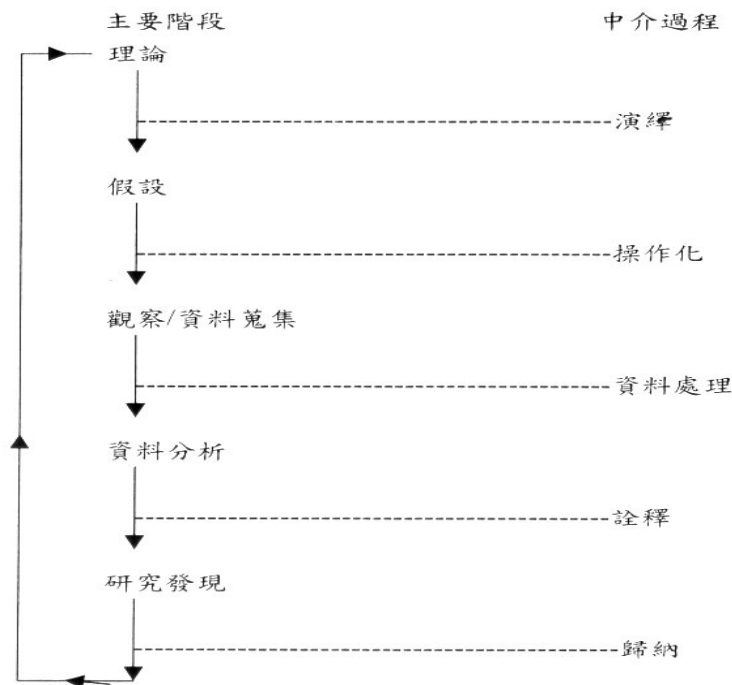 主要階段 中介過程
理論
演繹
假設
操作化
觀察/資料蒐集
資料處理
資料分析
詮釋
研究發現
歸納